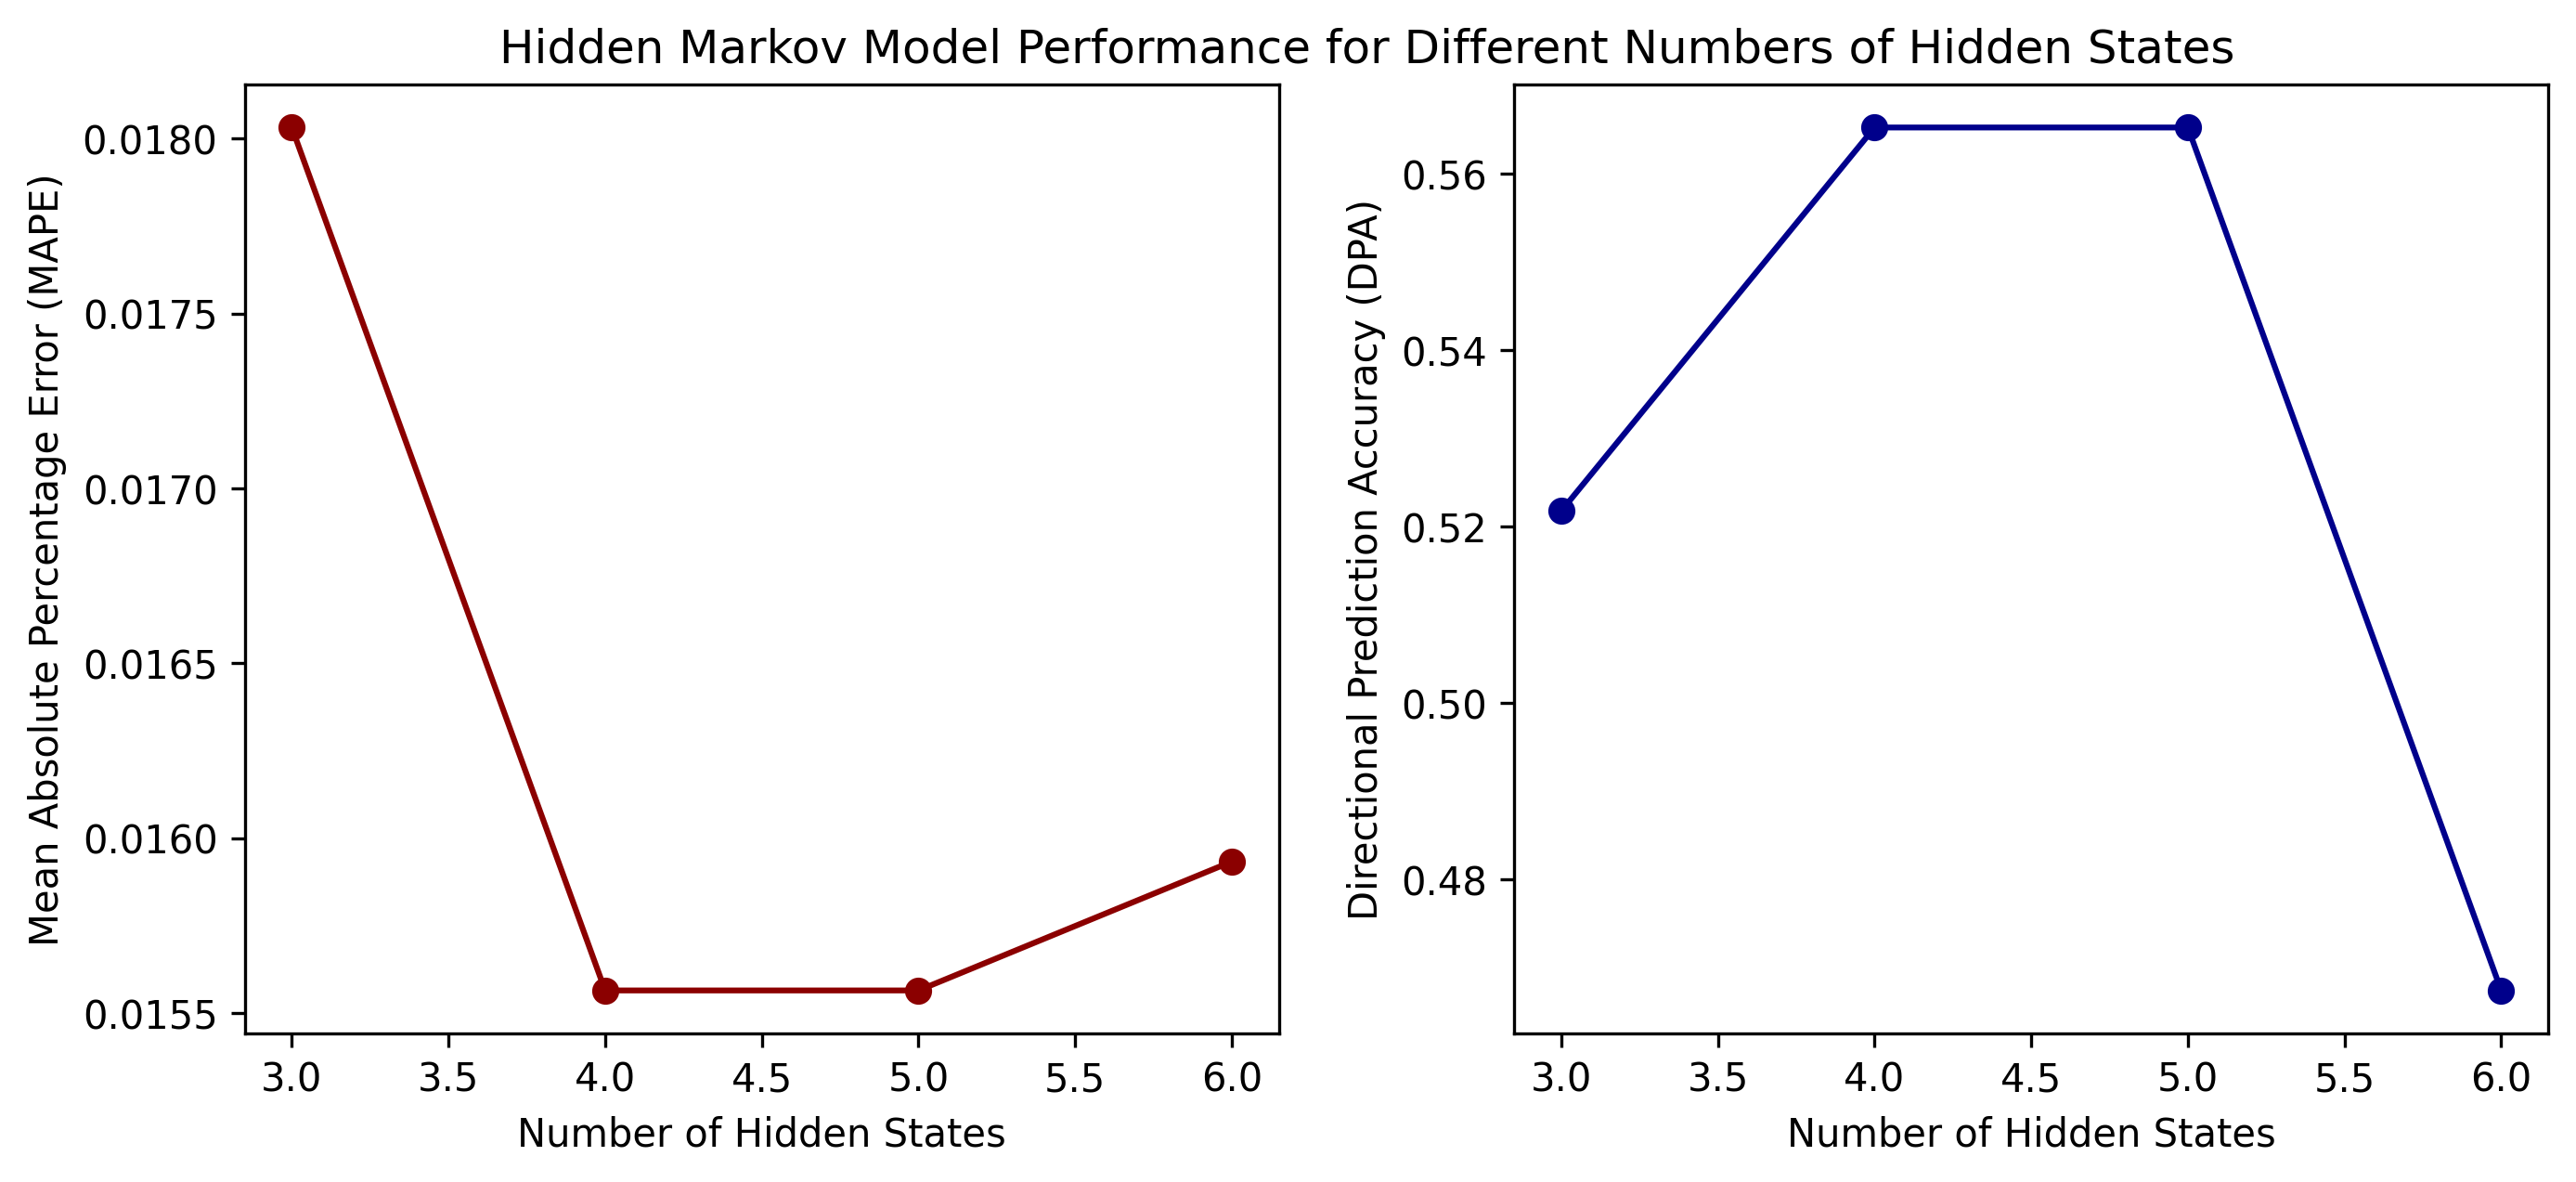 Hidden Markov Model Performance for Different Numbers of Hidden States
Mean Absolute Percentage Error (MAPE)
0.0180
0.0175
0.0170
0.0165
0.0160
0.0155
3.0 3.5 4.0 4.5 5.0 5.5 6.0
Number of Hidden States
Directional Prediction Accuracy (DPA)
0.56
0.54
0.52
0.50
0.48
3.0 3.5 4.0 4.5 5.0 5.5 6.0
Number of Hidden States